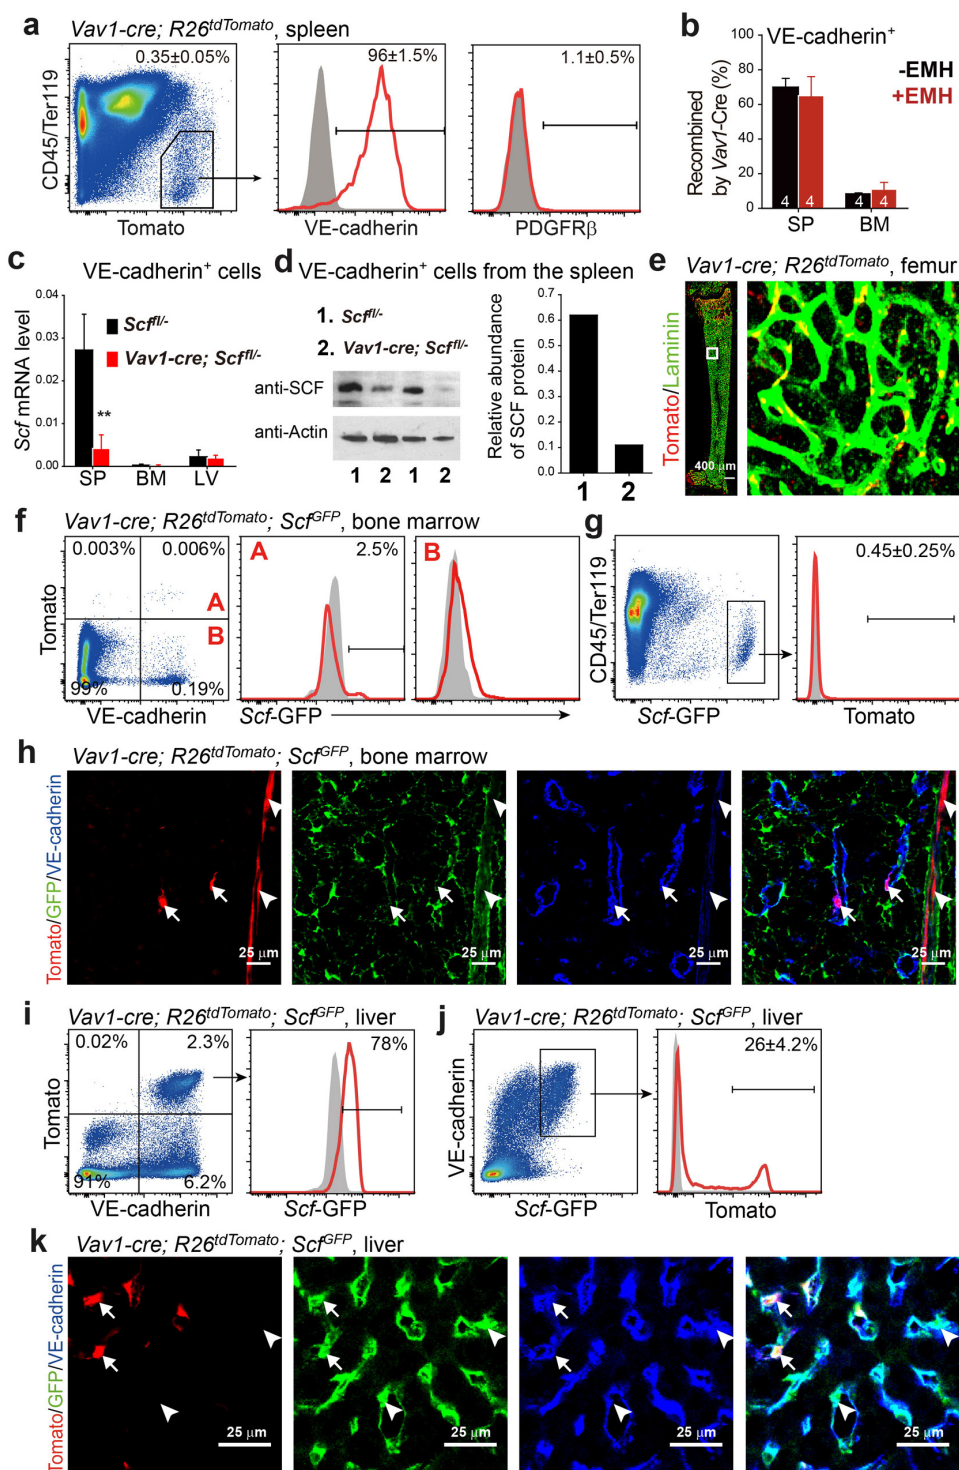 a
Vav1-cre; R26tdTomato, spleen
0.35±0.05%
96±1.5%
1.1±0.5%
CD45/Ter119
Tomato
VE-cadherin
PDGFRβ
b
VE-cadherin+
-EMH
+EMH
Recombined
by Vav1-Cre (%)
100
80
60
40
20
0
4 4 4 4
SP BM
c
VE-cadherin+ cells
Scffl/-
Vav1-cre; Scffl/-
Scf mRNA level
0.04
0.03
0.02
0.01
0.00
**
SP BM LV
d
VE-cadherin+ cells from the spleen
1. Scffl/-
2. Vav1-cre; Scffl/-
anti-SCF
anti-Actin
1 2 1 2
Relative abundance
of SCF protein
0.7
0.6
0.5
0.4
0.3
0.2
0.1
0.0
1 2
e
Vav1-cre; R26tdTomato, femur
Tomato/Laminin
400 µm
f
Vav1-cre; R26tdTomato; ScfGFP, bone marrow
0.003% 0.006%
A
B
99% 0.19%
Tomato
VE-cadherin
A
2.5%
B
Scf-GFP
g
CD45/Ter119
Scf-GFP
0.45±0.25%
Tomato
h
Vav1-cre; R26tdTomato; ScfGFP, bone marrow
Tomato/GFP/VE-cadherin
25 µm
25 µm
25 µm
25 µm
i
Vav1-cre; R26tdTomato; ScfGFP, liver
0.02% 2.3%
91% 6.2%
Tomato
VE-cadherin
78%
Scf-GFP
j
Vav1-cre; R26tdTomato; ScfGFP, liver
VE-cadherin
Scf-GFP
26±4.2%
Tomato
k
Vav1-cre; R26tdTomato; ScfGFP, liver
Tomato/GFP/VE-cadherin
25 µm
25 µm
25 µm
25 µm